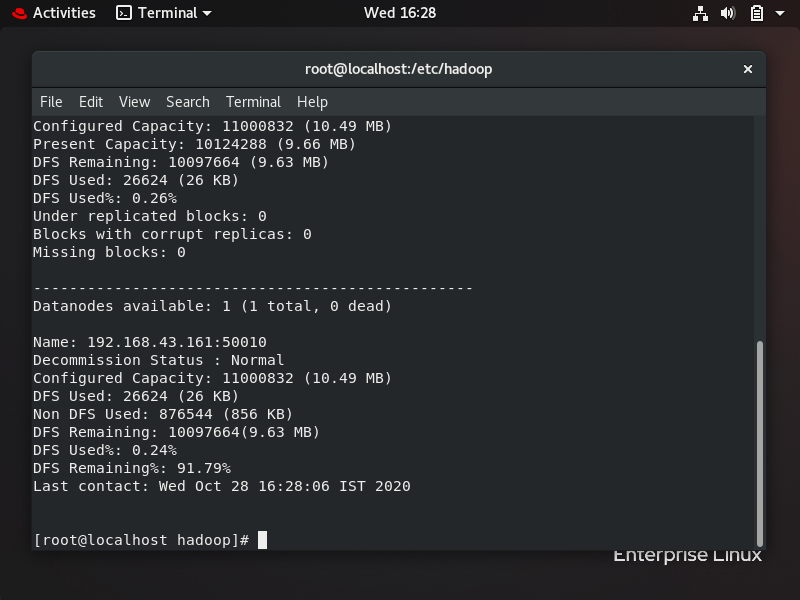 Activities Terminal Wed 16:28
root@localhost:/etc/hadoop ×
File Edit View Search Terminal Help
Configured Capacity: 11000832 (10.49 MB)
Present Capacity: 10124288 (9.66 MB)
DFS Remaining: 10097664 (9.63 MB)
DFS Used: 26624 (26 KB)
DFS Used%: 0.26%
Under replicated blocks: 0
Blocks with corrupt replicas: 0
Missing blocks: 0
-------------------------------------------------
Datanodes available: 1 (1 total, 0 dead)
Name: 192.168.43.161:50010
Decommission Status : Normal
Configured Capacity: 11000832 (10.49 MB)
DFS Used: 26624 (26 KB)
Non DFS Used: 876544 (856 KB)
DFS Remaining: 10097664(9.63 MB)
DFS Used%: 0.24%
DFS Remaining%: 91.79%
Last contact: Wed Oct 28 16:28:06 IST 2020
[root@localhost hadoop]#
Enterprise Linux